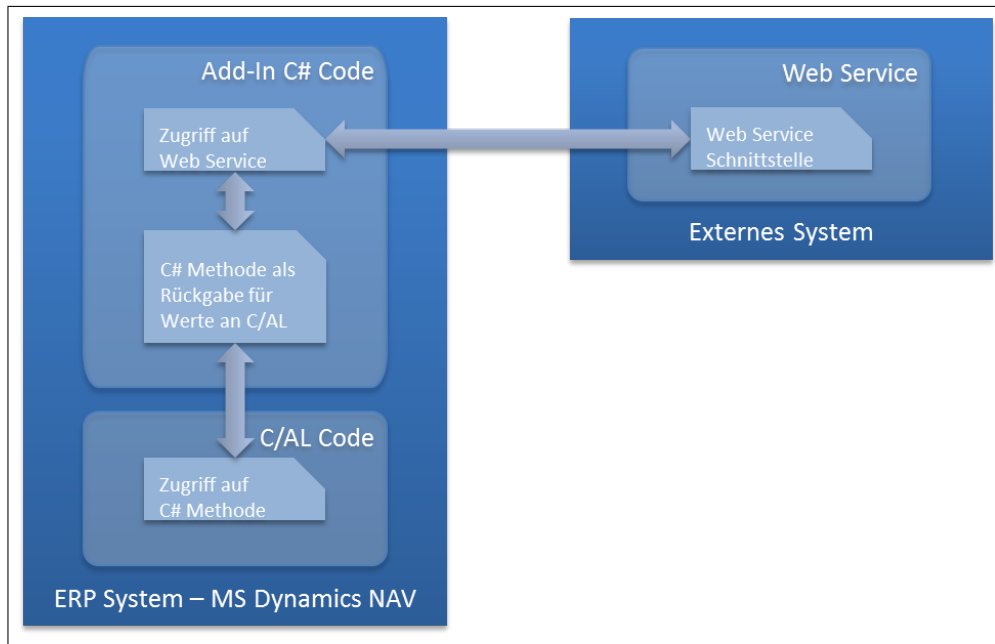 Add-In C# Code
Zugriff auf
Web Service
C# Methode als
Rückgabe für
Werte an C/AL
C/AL Code
Zugriff auf
C# Methode
ERP System – MS Dynamics NAV
Web Service
Web Service
Schnittstelle
Externes System